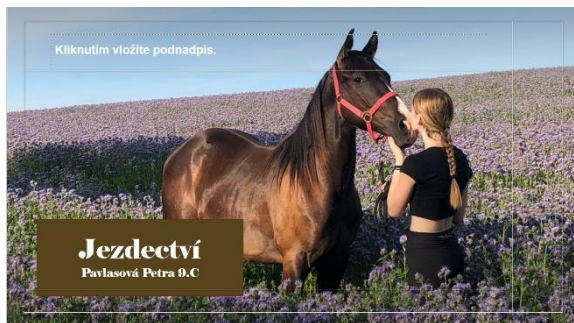 Kliknutím vložíte podnadpis.
Jezdectví
Pavlasová Petra 9.C